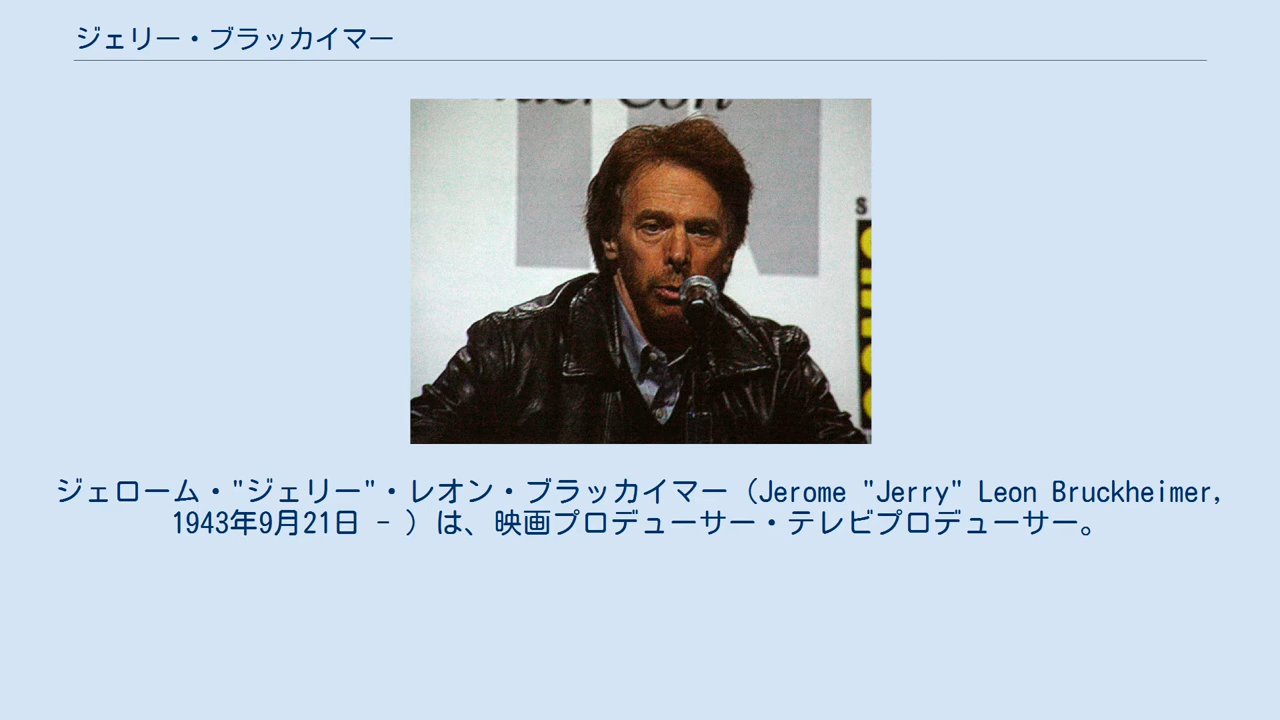 ジェリー・ブラッカイマー
Con
S
ジェローム・"ジェリー"・レオン・ブラッカイマー（Jerome "Jerry" Leon Bruckheimer,
1943年9月21日 - ）は、映画プロデューサー・テレビプロデューサー。